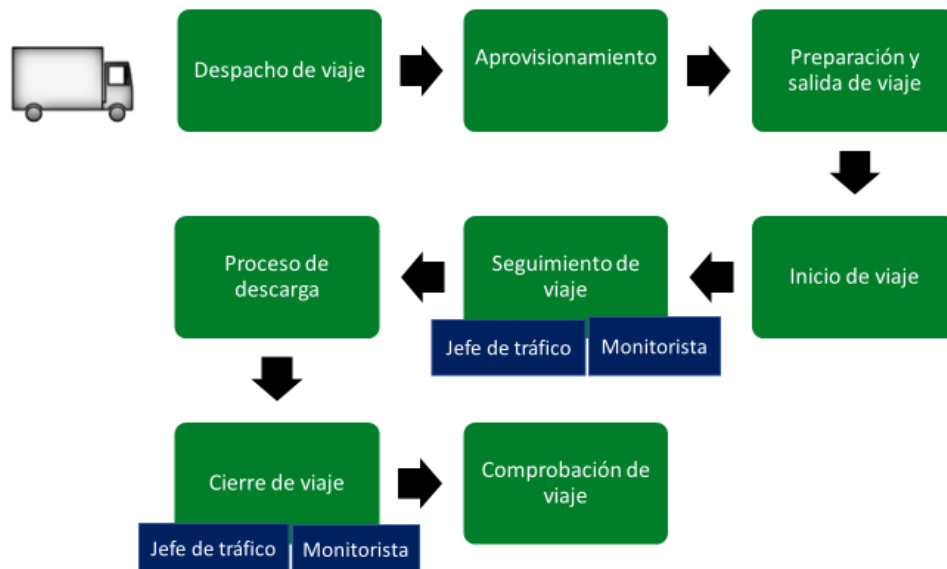 Despacho de viaje
Aprovisionamiento
Preparación y
salida de viaje
Proceso de
descarga
Seguimiento de
viaje
Inicio de viaje
Jefe de tráfico
Monitorista
Cierre de viaje
Comprobación de
viaje
Jefe de tráfico
Monitorista